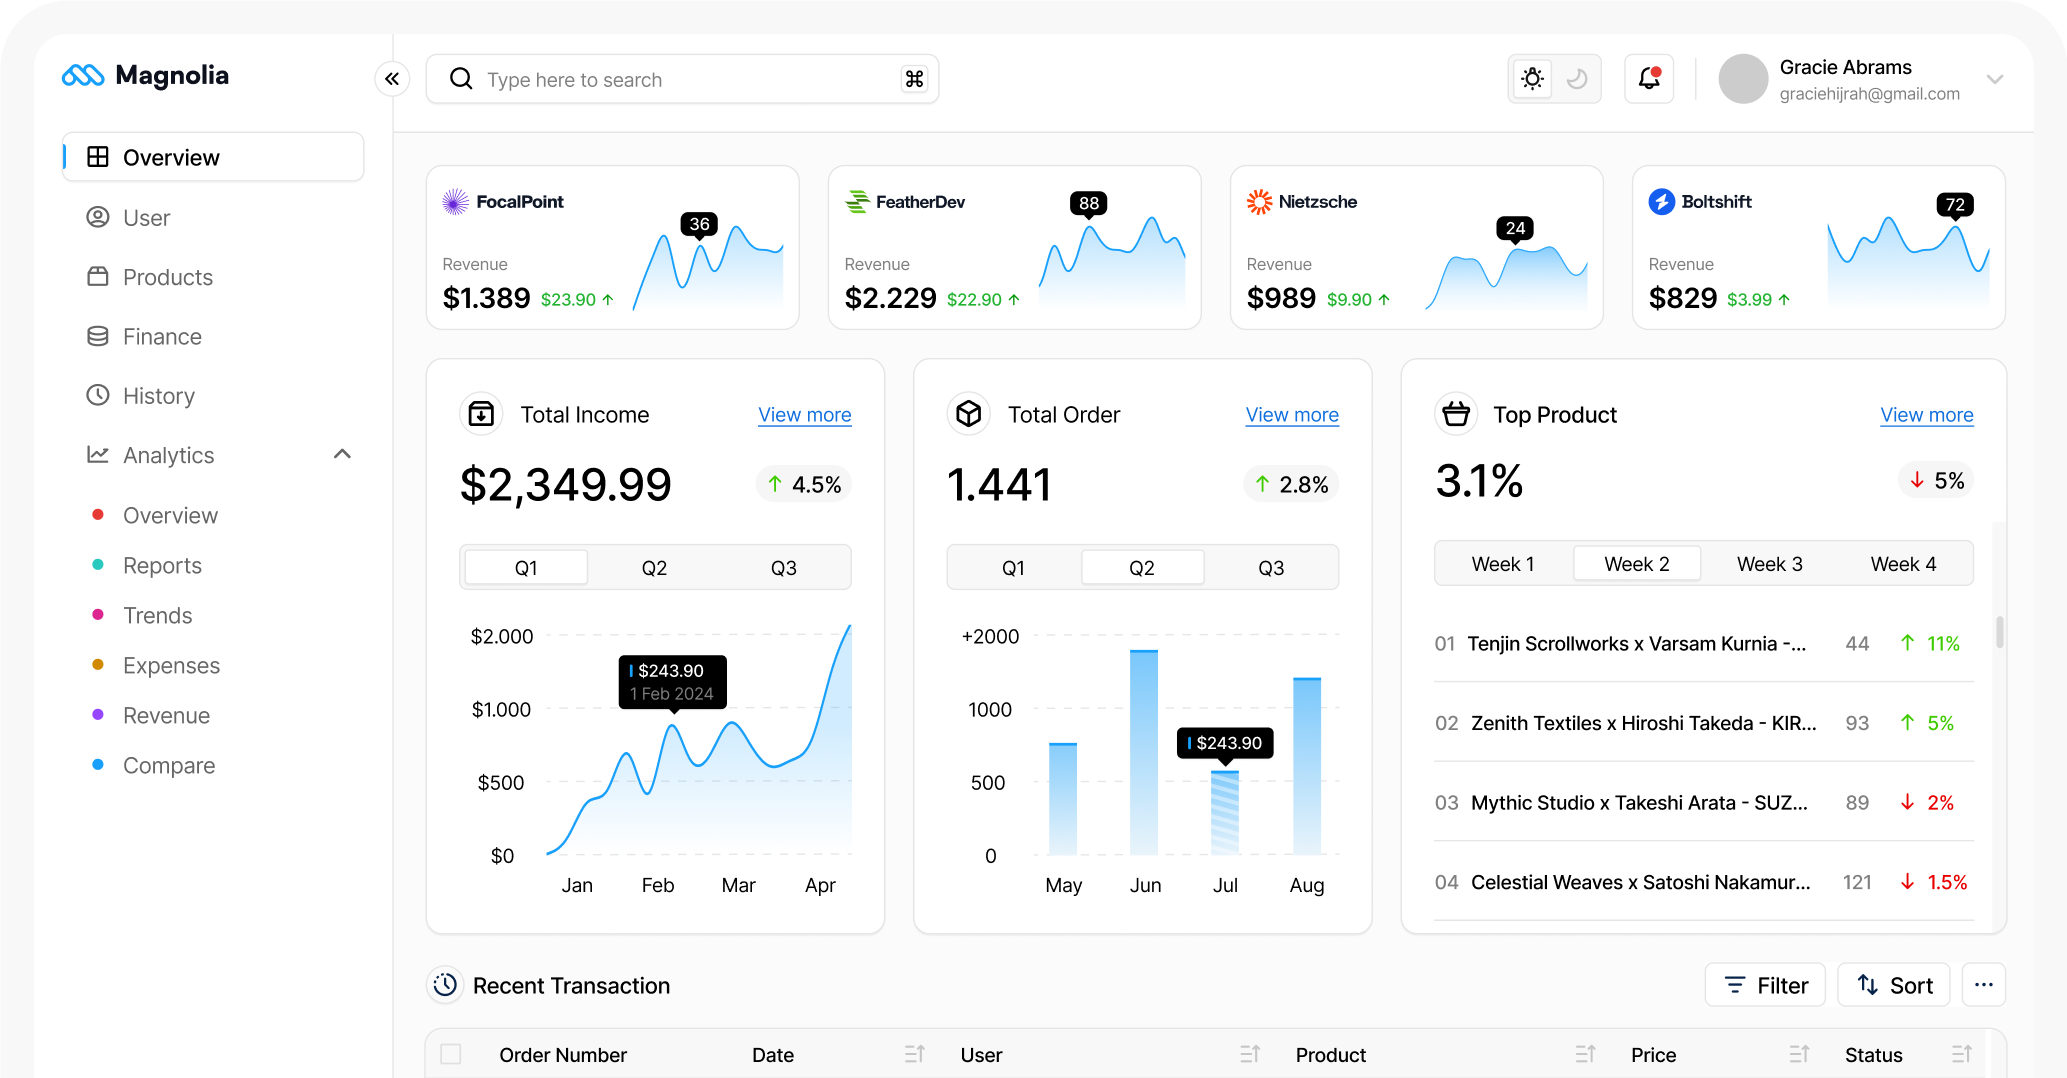 Magnolia
Type here to search
⌘
Gracie Abrams
graciehijrah@gmail.com
Overview
User
Products
Finance
History
Analytics
Overview
Reports
Trends
Expenses
Revenue
Compare
FocalPoint
36
Revenue
$1.389 $23.90 ↑
FeatherDev
88
Revenue
$2.229 $22.90 ↑
Nietzsche
24
Revenue
$989 $9.90 ↑
Boltshift
72
Revenue
$829 $3.99 ↑
Total Income View more
$2,349.99 ↑ 4.5%
Q1 Q2 Q3
$2.000
$1.000
$500
$0
$243.90
1 Feb 2024
Jan Feb Mar Apr
Total Order View more
1.441 ↑ 2.8%
Q1 Q2 Q3
+2000
1000
500
0
$243.90
May Jun Jul Aug
Top Product View more
3.1% ↓ 5%
Week 1 Week 2 Week 3 Week 4
01 Tenjin Scrollworks x Varsam Kurnia -... 44 ↑ 11%
02 Zenith Textiles x Hiroshi Takeda - KIR... 93 ↑ 5%
03 Mythic Studio x Takeshi Arata - SUZ... 89 ↓ 2%
04 Celestial Weaves x Satoshi Nakamur... 121 ↓ 1.5%
Recent Transaction
Filter Sort ...
Order Number Date User Product Price Status